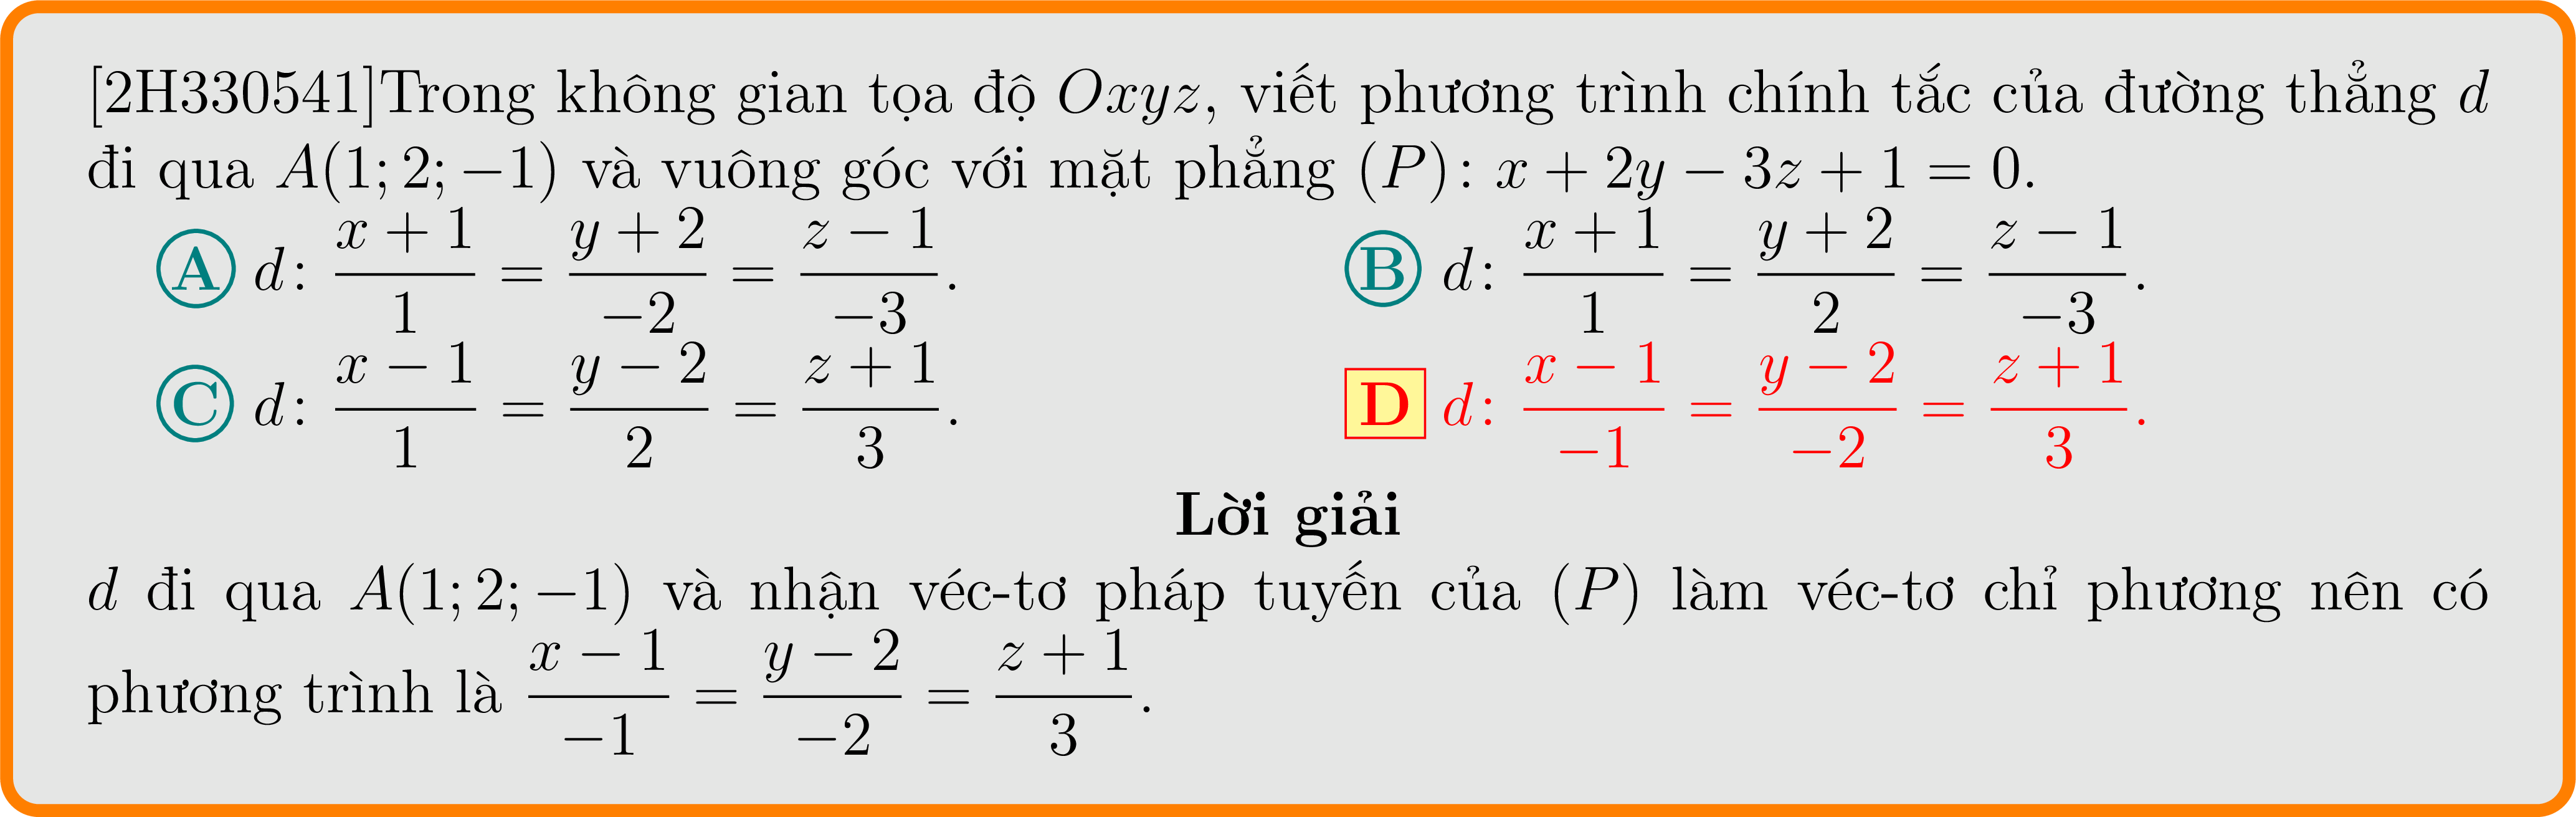 [2H330541]Trong không gian tọa độ Oxyz, viết phương trình chính tắc của đường thẳng d
đi qua A(1; 2; −1) và vuông góc với mặt phẳng (P): x + 2y − 3z + 1 = 0.
A d: \frac{x + 1}{1} = \frac{y + 2}{−2} = \frac{z − 1}{−3}. B d: \frac{x + 1}{1} = \frac{y + 2}{2} = \frac{z − 1}{−3}.
C d: \frac{x − 1}{1} = \frac{y − 2}{2} = \frac{z + 1}{3}. D d: \frac{x − 1}{−1} = \frac{y − 2}{−2} = \frac{z + 1}{3}.
Lời giải
d đi qua A(1; 2; −1) và nhận véc-tơ pháp tuyến của (P) làm véc-tơ chỉ phương nên có
phương trình là \frac{x − 1}{−1} = \frac{y − 2}{−2} = \frac{z + 1}{3}.